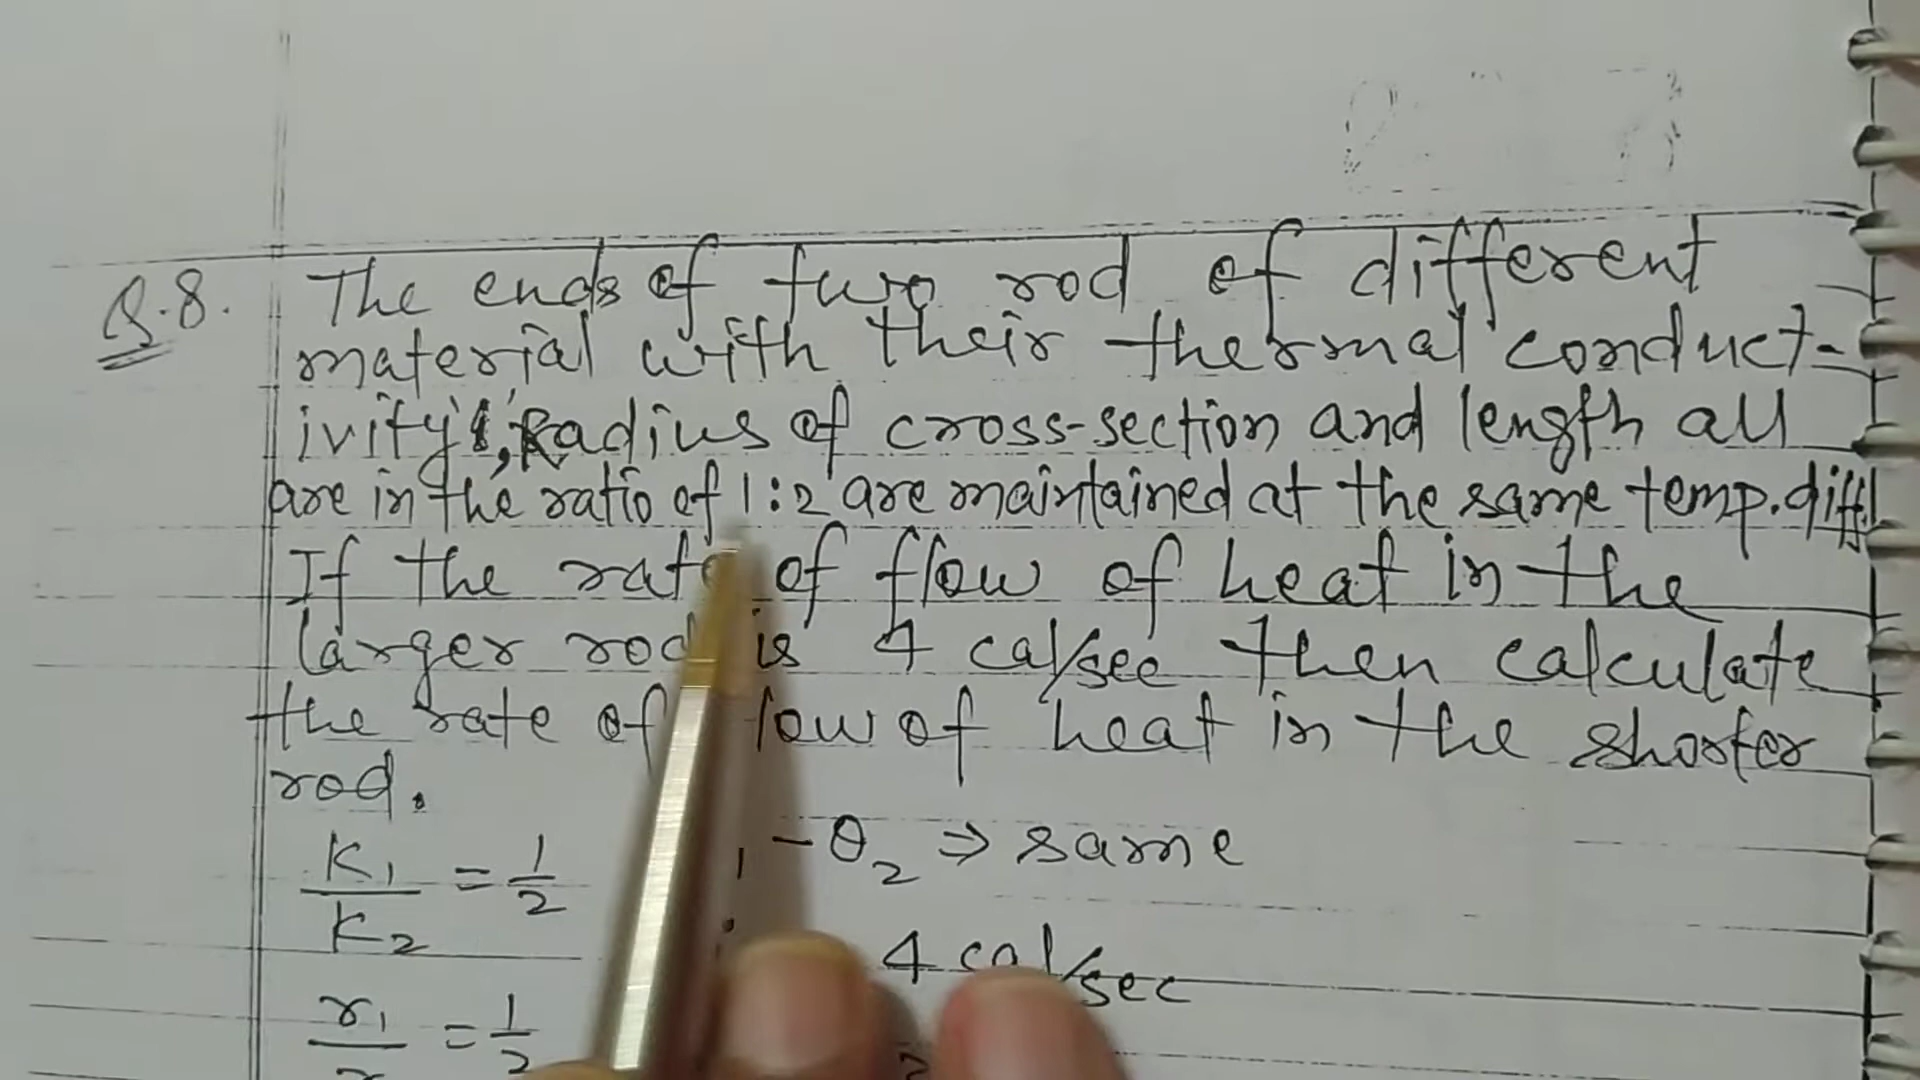 Q.8. The ends of two rod of different
material with their thermal conduct-
ivity, Radius of cross-section and length all
are in the ratio of 1:2 are maintained at the same temp. diff.
If the rate of flow of heat in the
larger rod is 4 cal/sec then calculate
the rate of low of heat in the shorter
rod.
K1/K2 = 1/2 - θ2 ⇒ same
4 cal/sec
r1 = 1/2